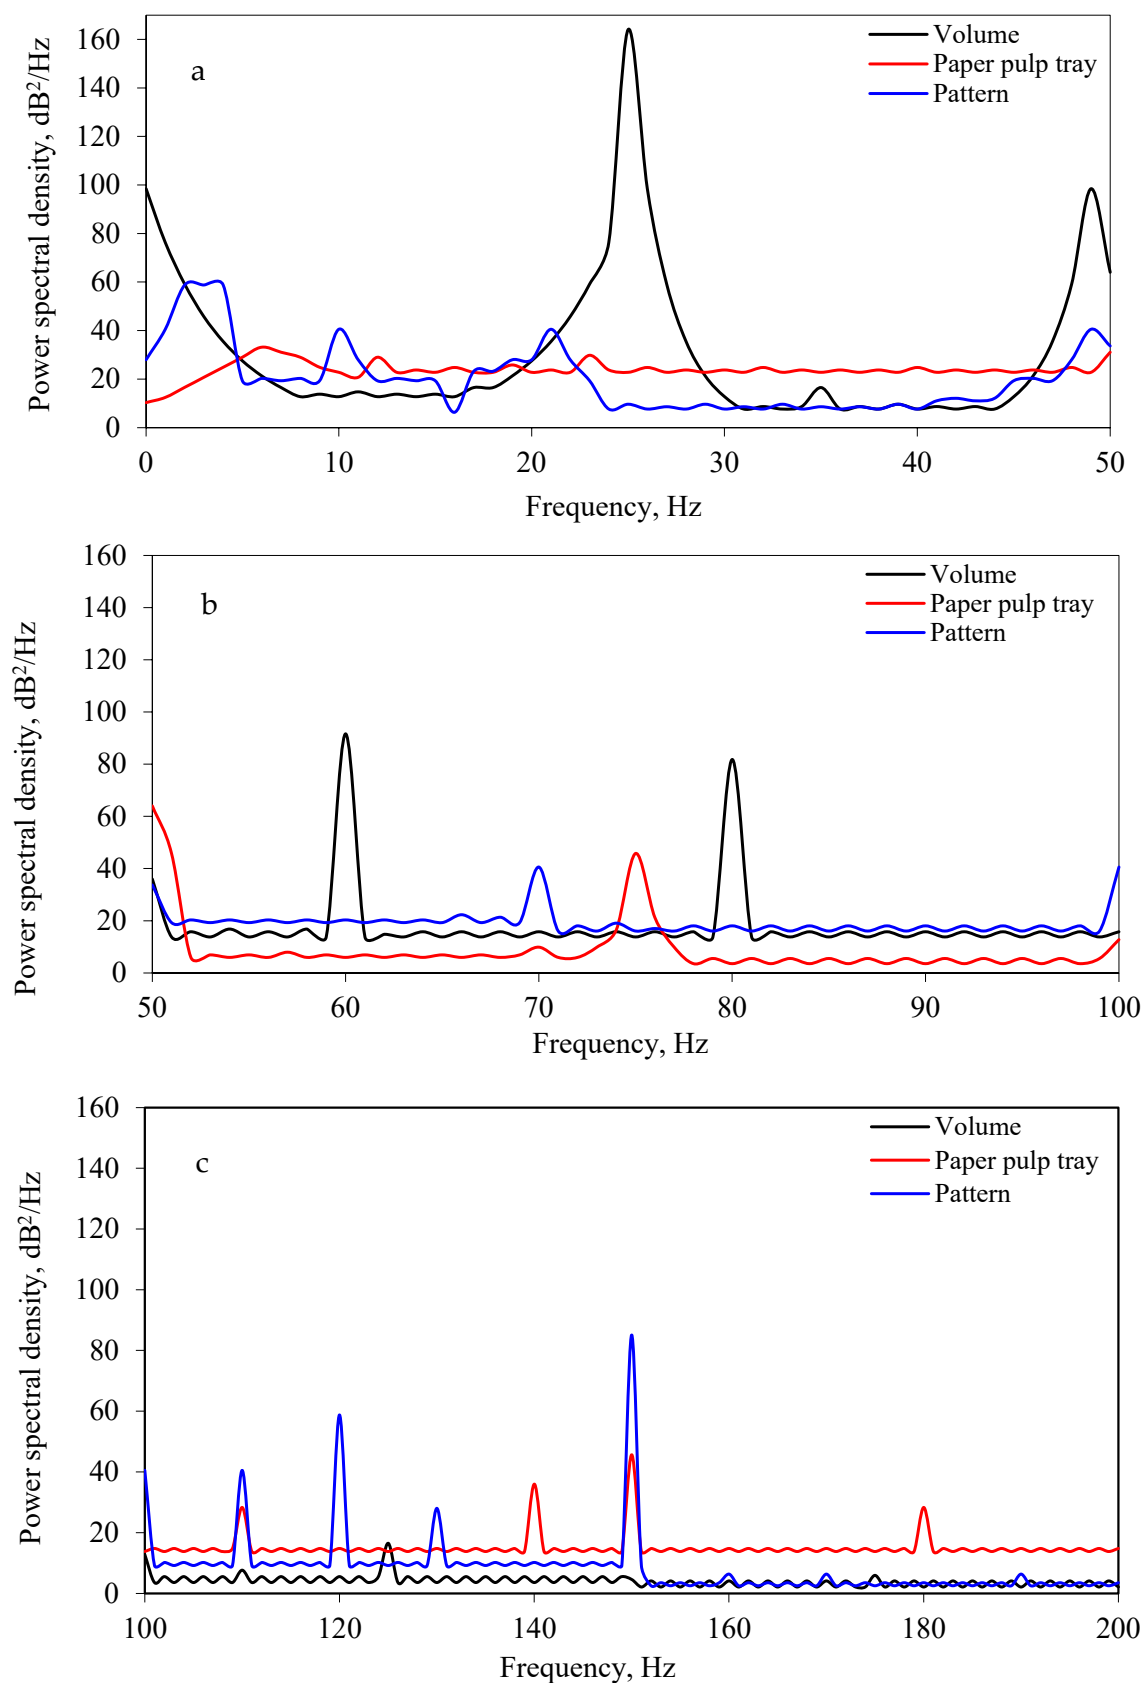 160
140
120
100
80
60
40
20
0
Power spectral density, dB²/Hz
a
Volume
Paper pulp tray
Pattern
0 10 20 30 40 50
Frequency, Hz
160
140
120
100
80
60
40
20
0
Power spectral density, dB²/Hz
b
Volume
Paper pulp tray
Pattern
50 60 70 80 90 100
Frequency, Hz
160
140
120
100
80
60
40
20
0
Power spectral density, dB²/Hz
c
Volume
Paper pulp tray
Pattern
100 120 140 160 180 200
Frequency, Hz